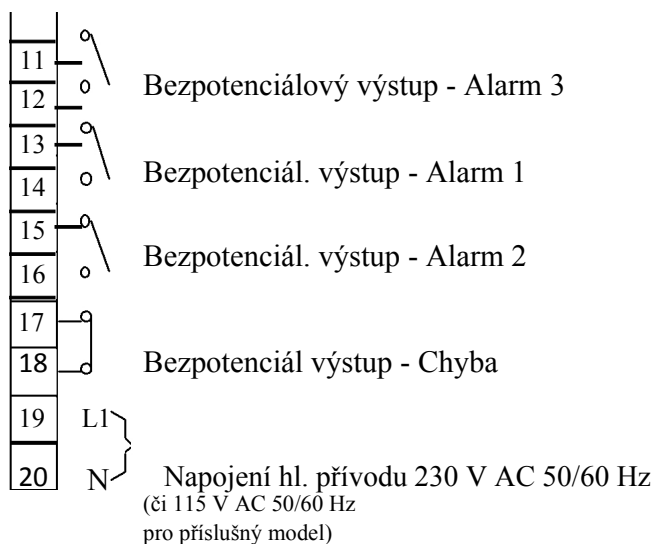 11
12 Bezpotenciálový výstup - Alarm 3
13
14 Bezpotenciál. výstup - Alarm 1
15
16 Bezpotenciál. výstup - Alarm 2
17
18 Bezpotenciál výstup - Chyba
19 L1
20 N Napojení hl. přívodu 230 V AC 50/60 Hz
(či 115 V AC 50/60 Hz
pro příslušný model)